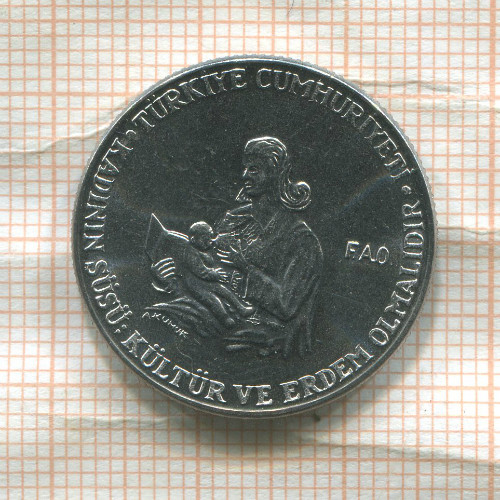 • TÜRKİYE CUMHURİYETİ •
KADININ SÜSÜ; KÜLTÜR VE ERDEM OLMALIDIR
FAO